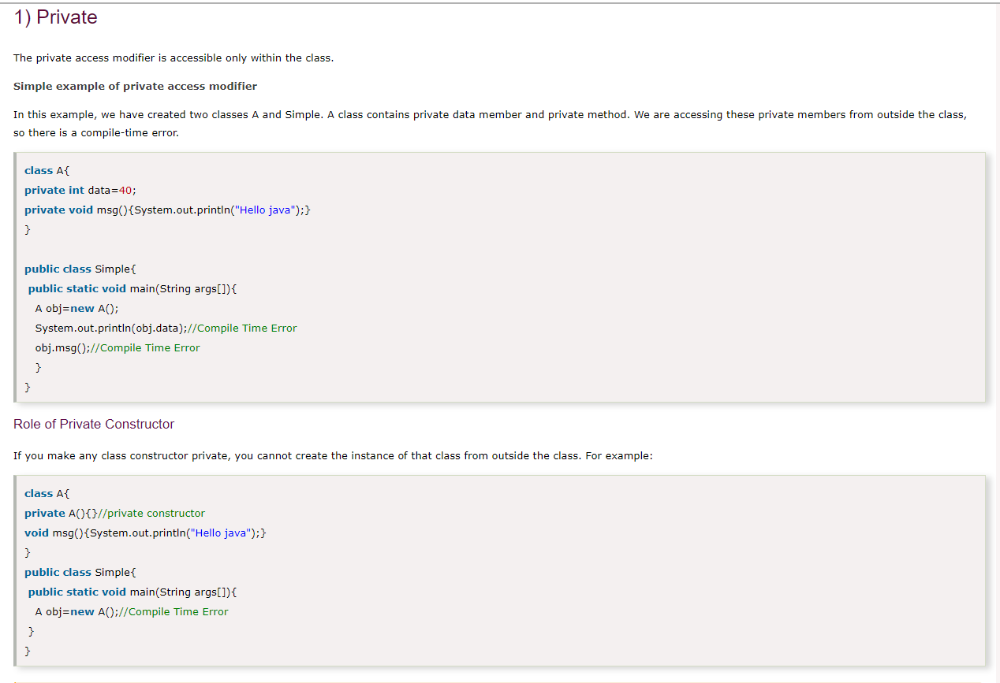 1) Private
The private access modifier is accessible only within the class.
Simple example of private access modifier
In this example, we have created two classes A and Simple. A class contains private data member and private method. We are accessing these private members from outside the class,
so there is a compile-time error.
class A{
private int data=40;
private void msg(){System.out.println("Hello java");}
}
public class Simple{
public static void main(String args[]){
A obj=new A();
System.out.println(obj.data);//Compile Time Error
obj.msg();//Compile Time Error
}
}
Role of Private Constructor
If you make any class constructor private, you cannot create the instance of that class from outside the class. For example:
class A{
private A(){}//private constructor
void msg(){System.out.println("Hello java");}
}
public class Simple{
public static void main(String args[]){
A obj=new A();//Compile Time Error
}
}